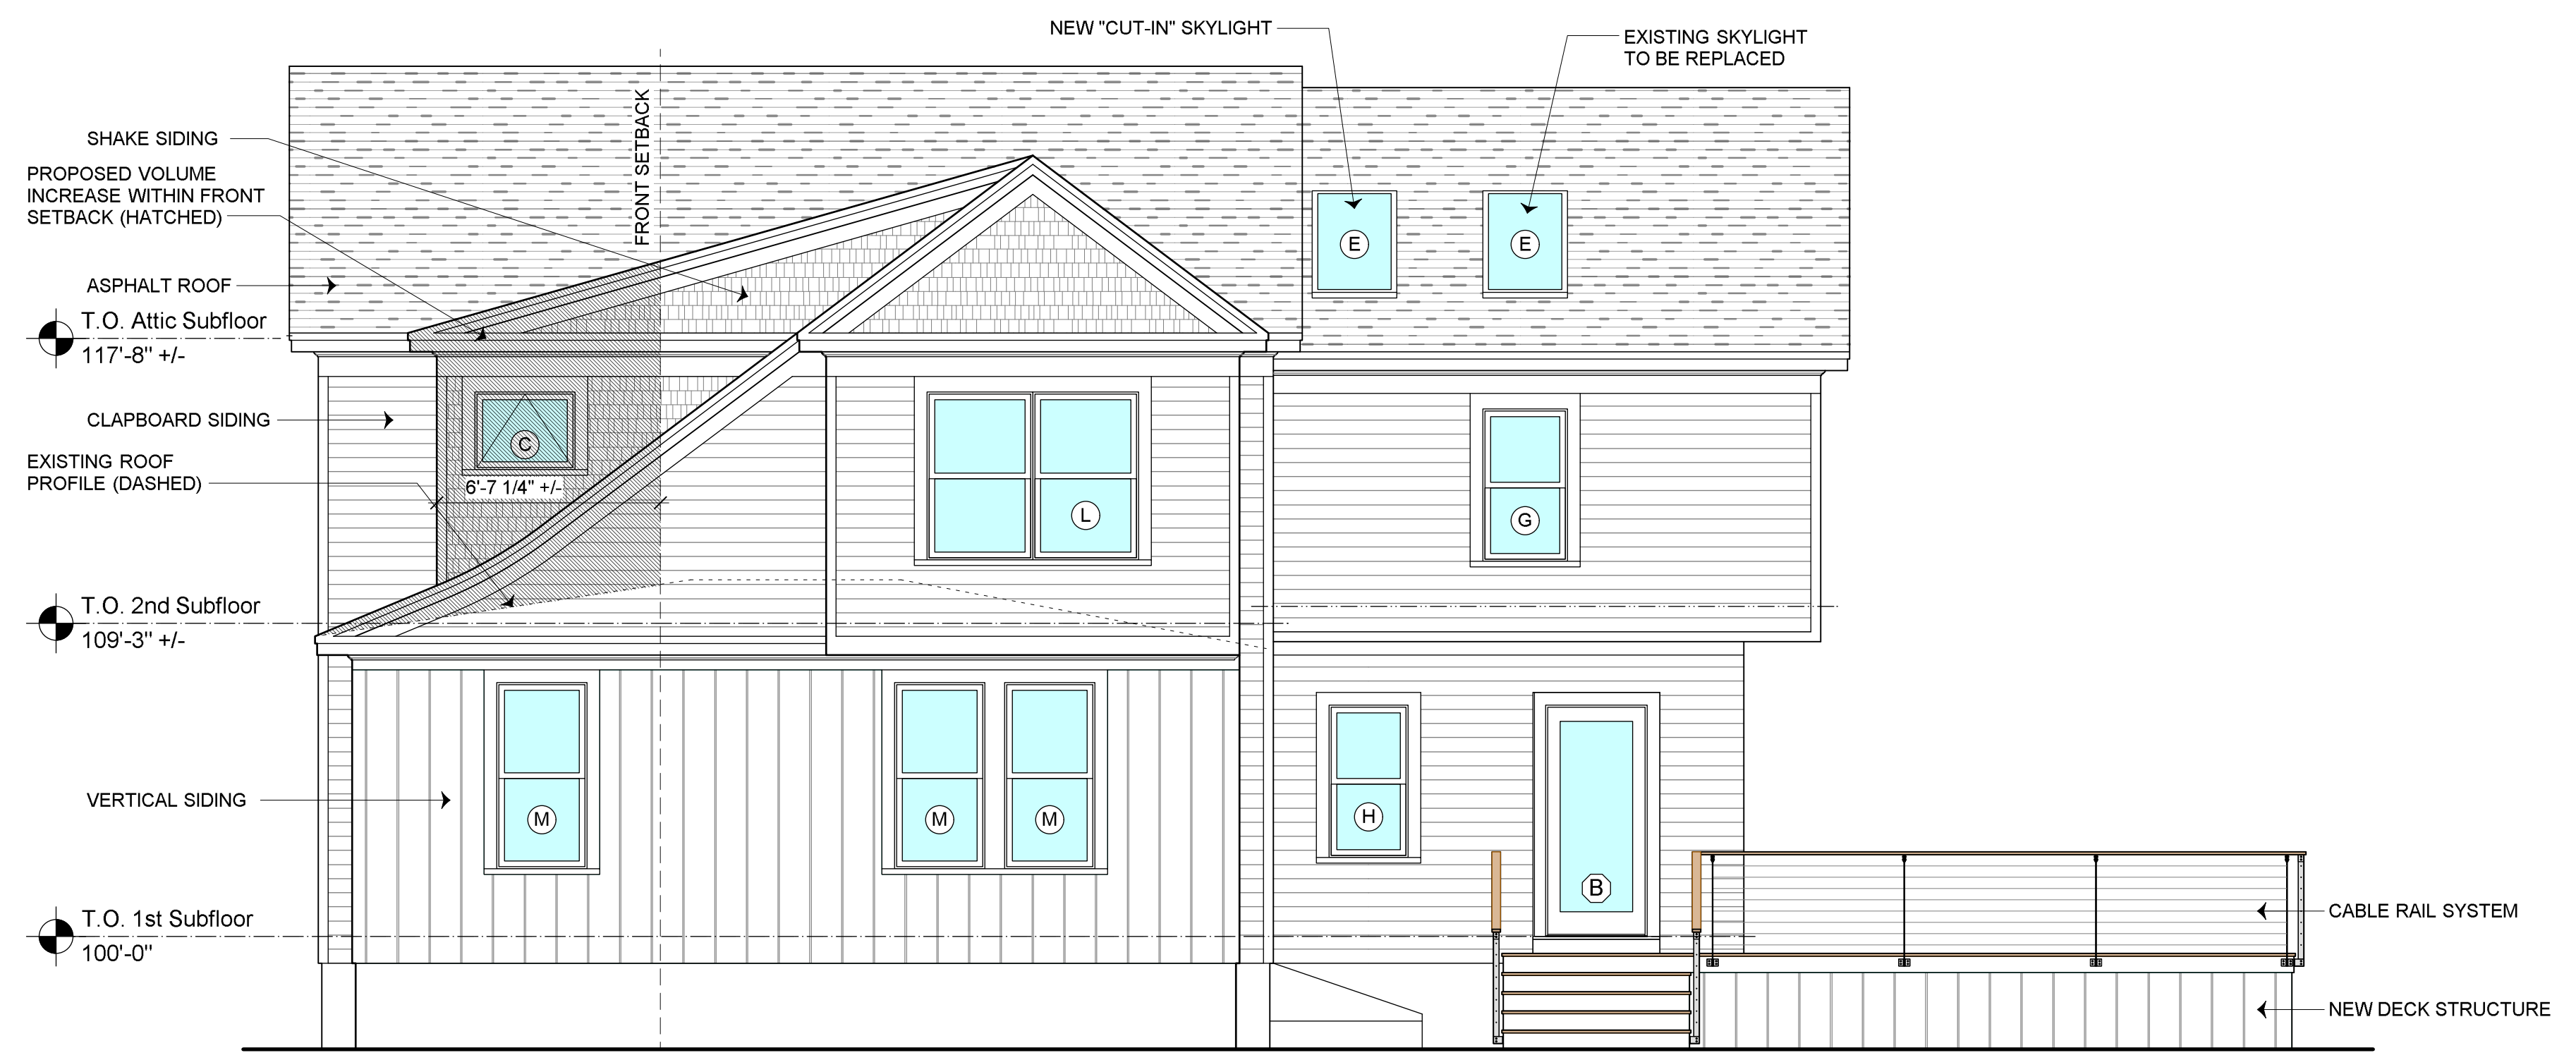 NEW "CUT-IN" SKYLIGHT
EXISTING SKYLIGHT
TO BE REPLACED
FRONT SETBACK
SHAKE SIDING
PROPOSED VOLUME
INCREASE WITHIN FRONT
SETBACK (HATCHED)
E
E
ASPHALT ROOF
T.O. Attic Subfloor
117'-8" +/-
CLAPBOARD SIDING
C
EXISTING ROOF
PROFILE (DASHED)
6'-7 1/4" +/-
L
G
T.O. 2nd Subfloor
109'-3" +/-
VERTICAL SIDING
M
M
M
H
B
T.O. 1st Subfloor
100'-0"
CABLE RAIL SYSTEM
NEW DECK STRUCTURE